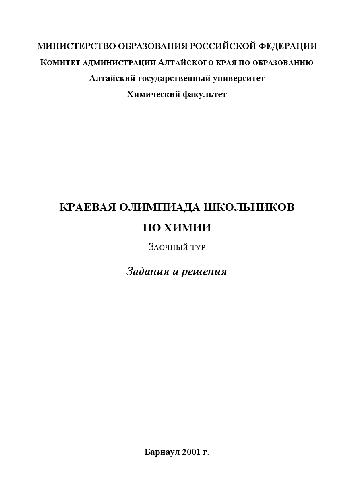 МИНИСТЕРСТВО ОБРАЗОВАНИЯ РОССИЙСКОЙ ФЕДЕРАЦИИ
КОМИТЕТ АДМИНИСТРАЦИИ АЛТАЙСКОГО КРАЯ ПО ОБРАЗОВАНИЮ
Алтайский государственный университет
Химический факультет
КРАЕВАЯ ОЛИМПИАДА ШКОЛЬНИКОВ
ПО ХИМИИ
ЗАОЧНЫЙ ТУР
Задания и решения
Барнаул 2001 г.